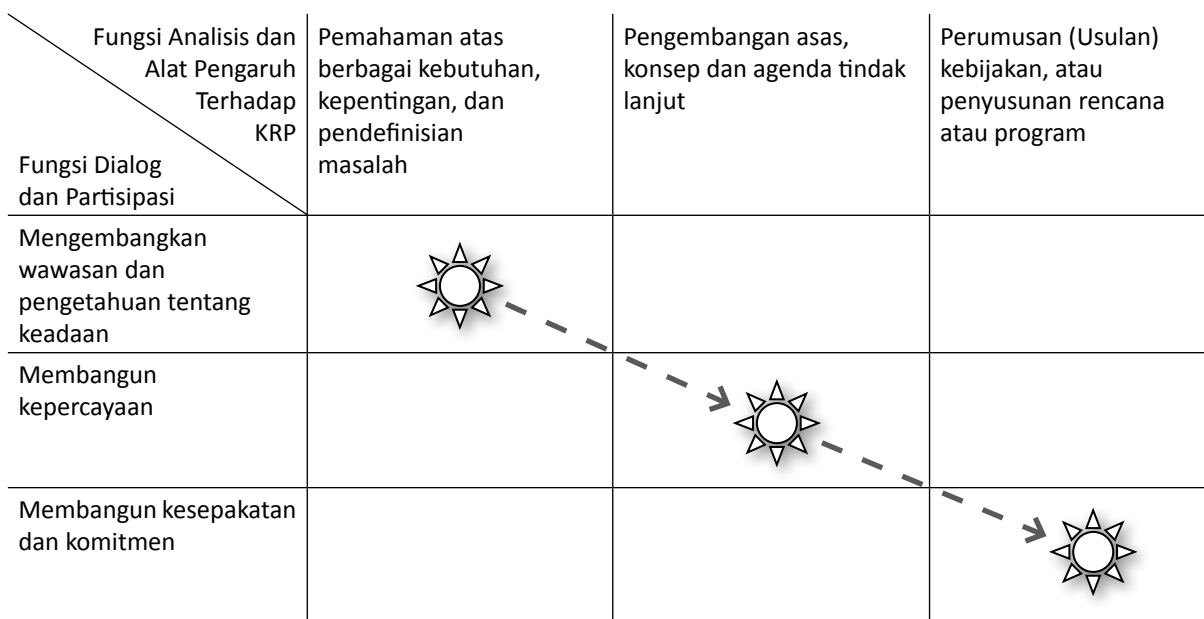 Fungsi Analisis dan
Alat Pengaruh
Terhadap
KRP
Fungsi Dialog
dan Partisipasi
Pemahaman atas
berbagai kebutuhan,
kepentingan, dan
pendefinisian
masalah
Pengembangan asas,
konsep dan agenda tindak
lanjut
Perumusan (Usulan)
kebijakan, atau
penyusunan rencana
atau program
Mengembangkan
wawasan dan
pengetahuan tentang
keadaan
Membangun
kepercayaan
Membangun kesepakatan
dan komitmen